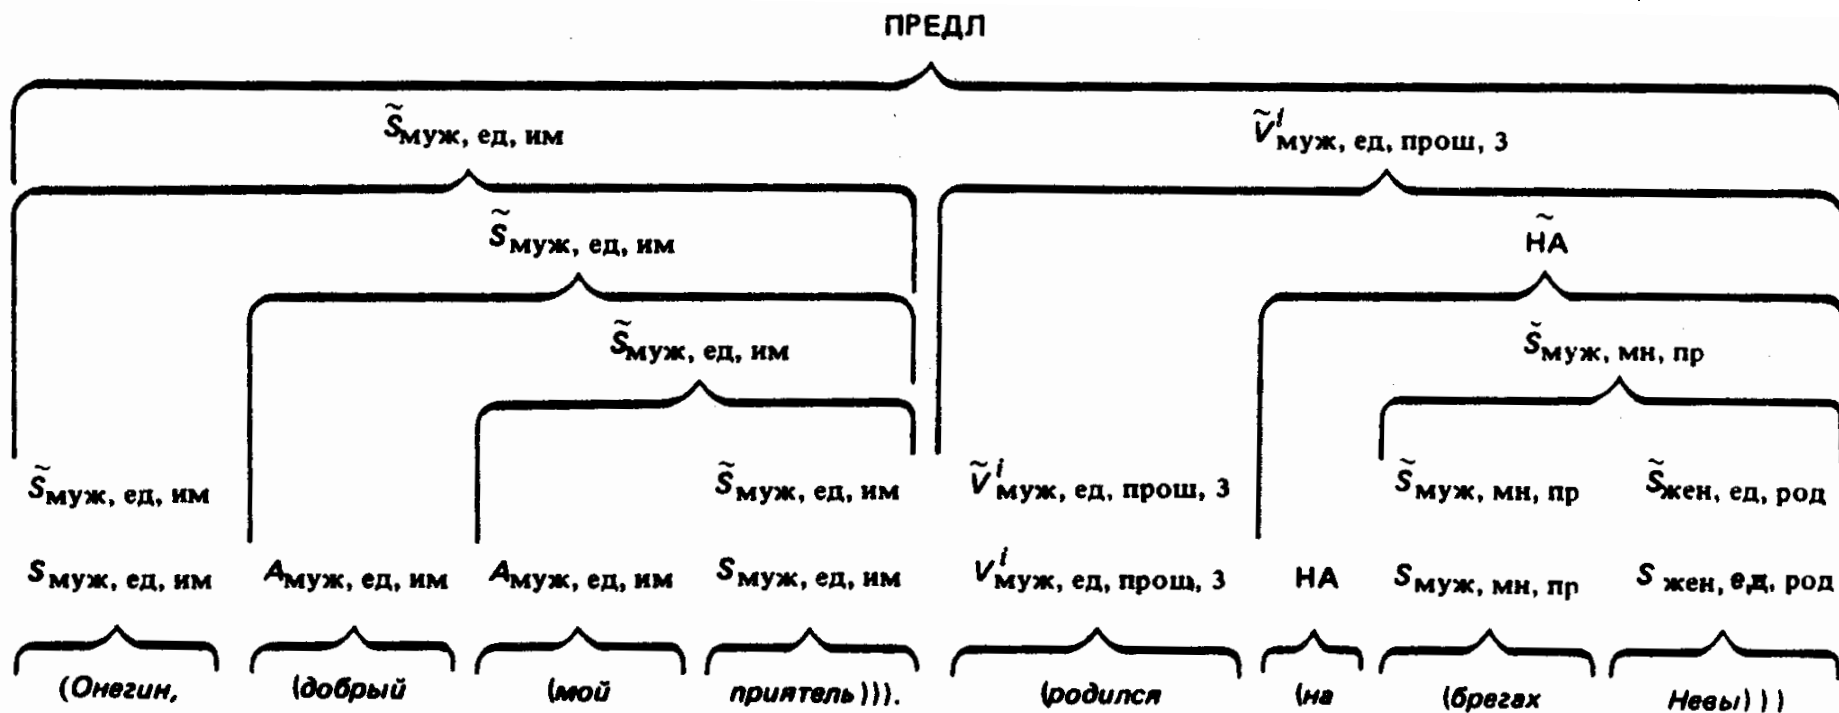 ПРЕДЛ
S̃муж, ед, им Ṽᶦмуж, ед, прош, 3
S̃муж, ед, им Н̃А
S̃муж, ед, им S̃муж, мн, пр
S̃муж, ед, им S̃муж, ед, им Ṽᶦмуж, ед, прош, 3 S̃муж, мн, пр S̃жен, ед, род
Sмуж, ед, им Aмуж, ед, им Aмуж, ед, им Sмуж, ед, им Vᶦмуж, ед, прош, 3 НА Sмуж, мн, пр S жен, ед, род
(Онегин, (добрый (мой приятель))). (родился (на (брегах Невы)))